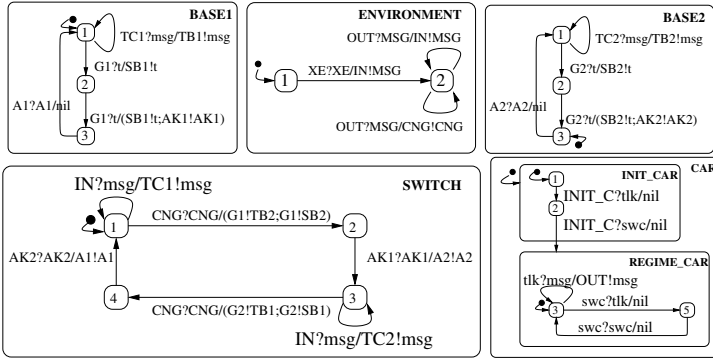 BASE1
1
TC1?msg/TB1!msg
G1?t/SB1!t
2
A1?A1/nil
G1?t/(SB1!t;AK1!AK1)
3
ENVIRONMENT
OUT?MSG/IN!MSG
XE?XE/IN!MSG
1
2
OUT?MSG/CNG!CNG
BASE2
1
TC2?msg/TB2!msg
G2?t/SB2!t
2
A2?A2/nil
G2?t/(SB2!t;AK2!AK2)
3
SWITCH
IN?msg/TC1!msg
CNG?CNG/(G1!TB2;G1!SB2)
1
2
AK2?AK2/A1!A1
AK1?AK1/A2!A2
CNG?CNG/(G2!TB1;G2!SB1)
4
3
IN?msg/TC2!msg
CAR
INIT_CAR
1
INIT_C?tlk/nil
2
INIT_C?swc/nil
REGIME_CAR
tlk?msg/OUT!msg
swc?tlk/nil
3
5
swc?swc/nil